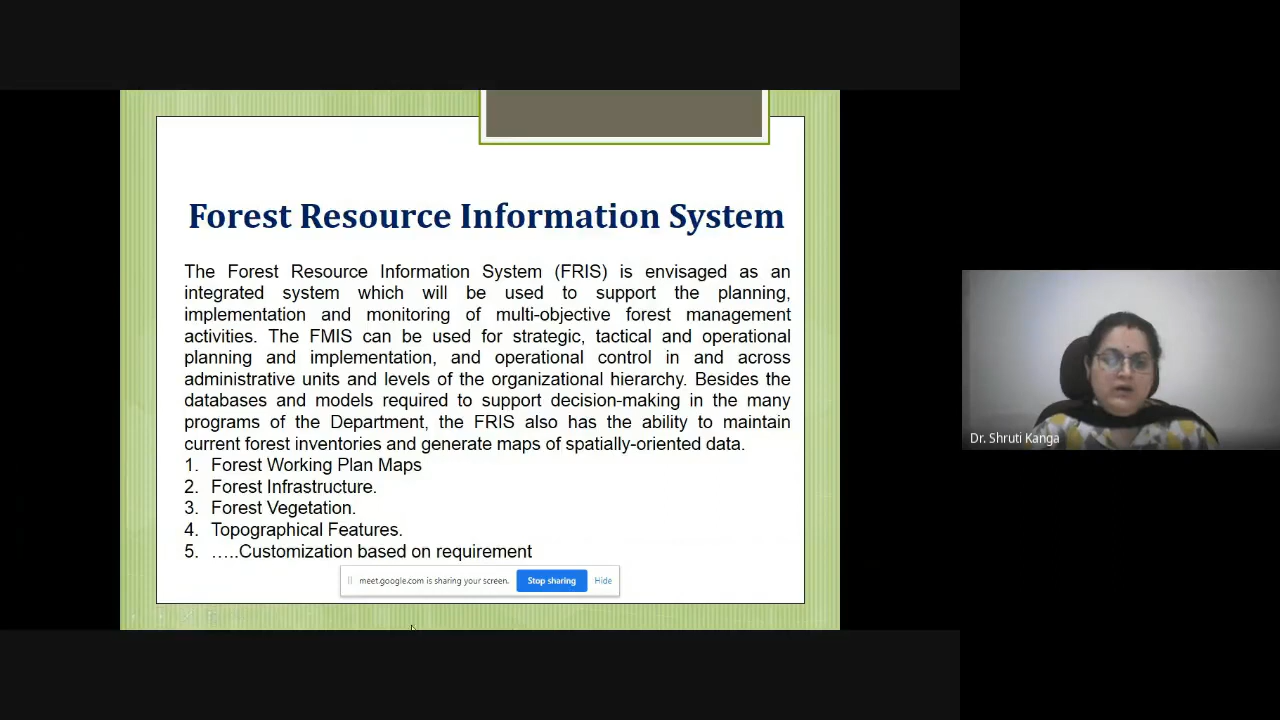 Forest Resource Information System
The Forest Resource Information System (FRIS) is envisaged as an
integrated system which will be used to support the planning,
implementation and monitoring of multi-objective forest management
activities. The FMIS can be used for strategic, tactical and operational
planning and implementation, and operational control in and across
administrative units and levels of the organizational hierarchy. Besides the
databases and models required to support decision-making in the many
programs of the Department, the FRIS also has the ability to maintain
current forest inventories and generate maps of spatially-oriented data.
1. Forest Working Plan Maps
2. Forest Infrastructure.
3. Forest Vegetation.
4. Topographical Features.
5. …..Customization based on requirement
meet.google.com is sharing your screen. Stop sharing Hide
Dr. Shruti Kanga